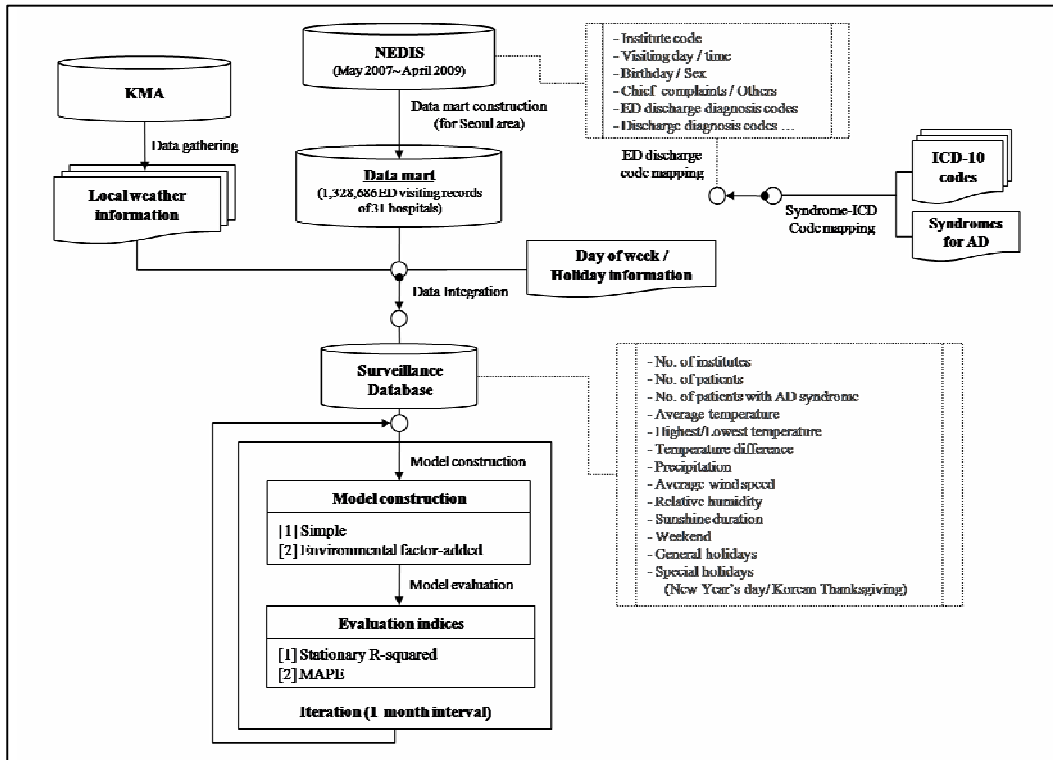 KMA
Data gathering
Local weather
information
NEDIS
(May 2007~April 2009)
Data mart construction
(for Seoul area)
Data mart
(1,328,686 ED visiting records
of 31 hospitals)
- Institute code
- Visiting day / time
- Birthday / Sex
- Chief complaints / Others
- ED discharge diagnosis codes
- Discharge diagnosis codes ...
ED discharge
code mapping
Syndrome-ICD
Code mapping
ICD-10
codes
Syndromes
for AD
Day of week /
Holiday information
Data Integration
Surveillance
Database
- No. of institutes
- No. of patients
- No. of patients with AD syndrome
- Average temperature
- Highest/Lowest temperature
- Temperature difference
- Precipitation
- Average wind speed
- Relative humidity
- Sunshine duration
- Weekend
- General holidays
- Special holidays
(New Year's day/ Korean Thanksgiving)
Model construction
Model construction
[1] Simple
[2] Environmental factor-added
Model evaluation
Evaluation indices
[1] Stationary R-squared
[2] MAPE
Iteration (1 month interval)